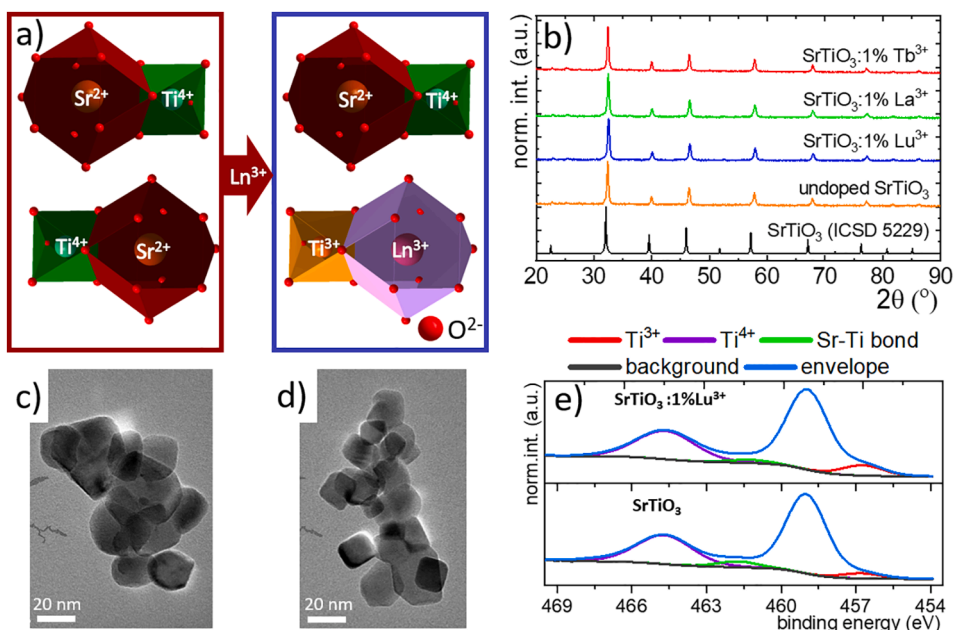 a)
Sr²⁺ Ti⁴⁺
Ti⁴⁺ Sr²⁺
Ln³⁺
Sr²⁺ Ti⁴⁺
Ti³⁺ Ln³⁺
O²⁻
b)
norm. int. (a.u.)
SrTiO₃:1% Tb³⁺
SrTiO₃:1% La³⁺
SrTiO₃:1% Lu³⁺
undoped SrTiO₃
SrTiO₃ (ICSD 5229)
20 30 40 50 60 70 80 90
2θ (°)
c)
20 nm
d)
20 nm
Ti³⁺ Ti⁴⁺ Sr-Ti bond
background envelope
e)
norm.int. (a.u.)
SrTiO₃ :1%Lu³⁺
SrTiO₃
469 466 463 460 457 454
binding energy (eV)